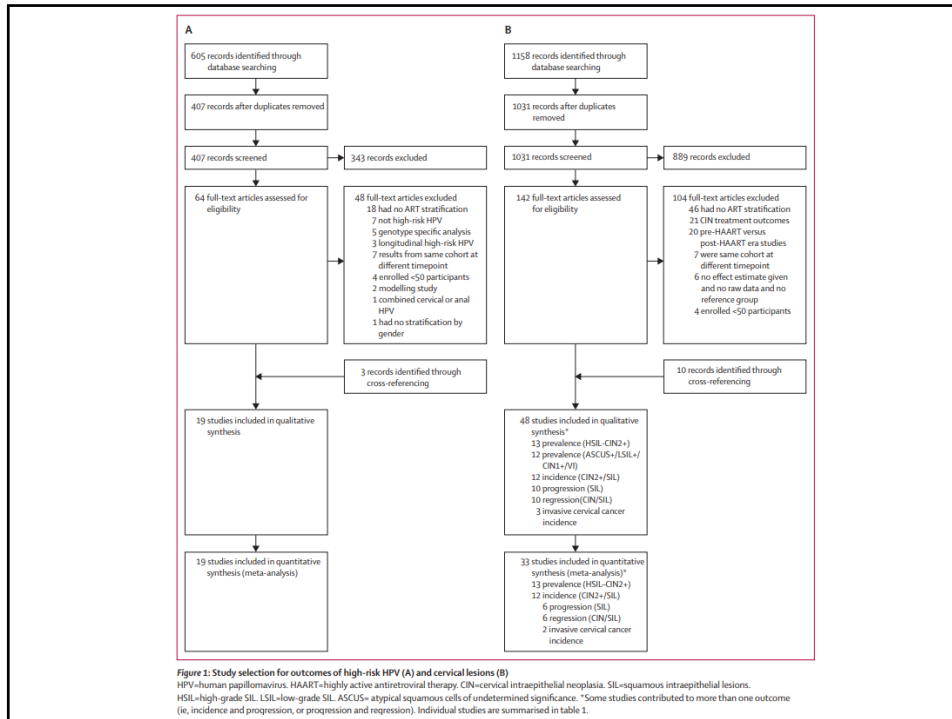 A
605 records identified through
database searching
407 records after duplicates removed
407 records screened
343 records excluded
64 full-text articles assessed for
eligibility
48 full-text articles excluded
18 had no ART stratification
7 not high-risk HPV
5 genotype specific analysis
3 longitudinal high-risk HPV
7 results from same cohort at
different timepoint
4 enrolled <50 participants
2 modelling study
1 combined cervical or anal
HPV
1 had no stratification by
gender
3 records identified through
cross-referencing
19 studies included in qualitative
synthesis
19 studies included in quantitative
synthesis (meta-analysis)
B
1158 records identified through
database searching
1031 records after duplicates
removed
1031 records screened
889 records excluded
142 full-text articles assessed
for eligibility
104 full-text articles excluded
46 had no ART stratification
21 CIN treatment outcomes
20 pre-HAART versus
post-HAART era studies
7 were same cohort at
different timepoint
6 no effect estimate given
and no raw data and no
reference group
4 enrolled <50 participants
10 records identified through
cross-referencing
48 studies included in qualitative
synthesis*
13 prevalence (HSIL-CIN2+)
12 prevalence (ASCUS+/LSIL+/
CIN1+/VI)
12 incidence (CIN2+/SIL)
10 progression (SIL)
10 regression(CIN/SIL)
3 invasive cervical cancer
incidence
33 studies included in quantitative
synthesis (meta-analysis)*
13 prevalence (HSIL-CIN2+)
12 incidence (CIN2+/SIL)
6 progression (SIL)
6 regression (CIN/SIL)
2 invasive cervical cancer
incidence
Figure 1: Study selection for outcomes of high-risk HPV (A) and cervical lesions (B)
HPV=human papillomavirus. HAART=highly active antiretroviral therapy. CIN=cervical intraepithelial neoplasia. SIL=squamous intraepithelial lesions.
HSIL=high-grade SIL. LSIL=low-grade SIL. ASCUS= atypical squamous cells of undetermined significance. *Some studies contributed to more than one outcome
(ie, incidence and progression, or progression and regression). Individual studies are summarised in table 1.